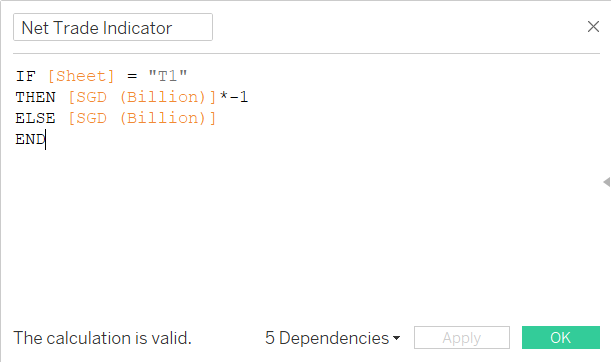 Net Trade Indicator
IF [Sheet] = "T1"
THEN [SGD (Billion)]*-1
ELSE [SGD (Billion)]
END
The calculation is valid.
5 Dependencies
Apply
OK